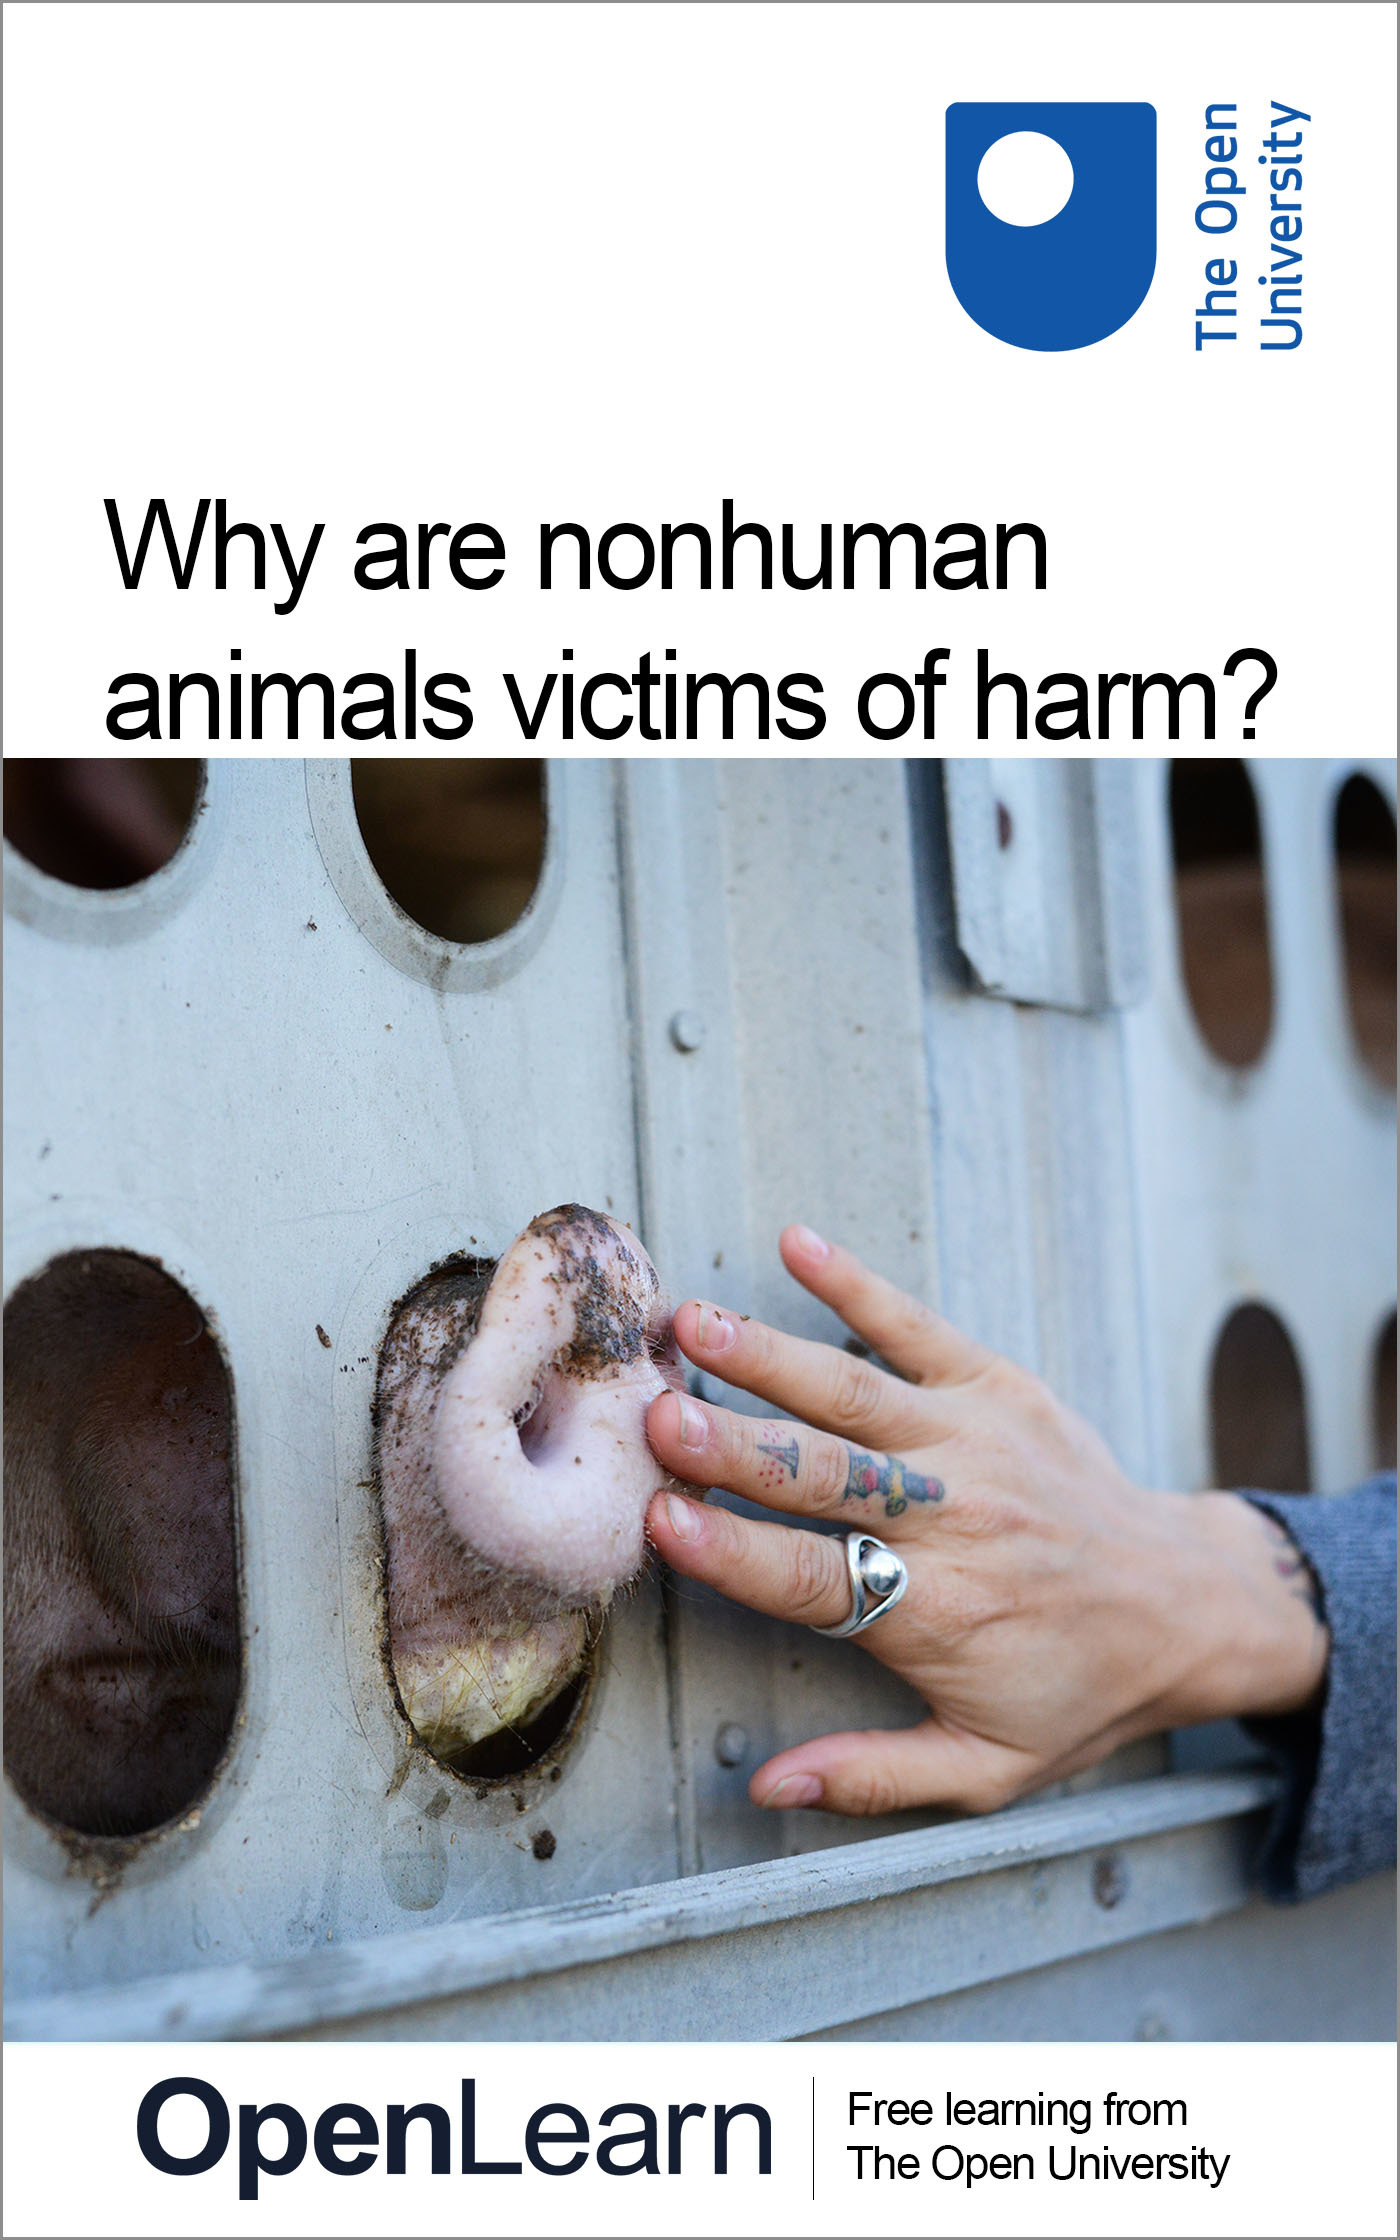 The Open
University
Why are nonhuman
animals victims of harm?
OpenLearn
Free learning from
The Open University